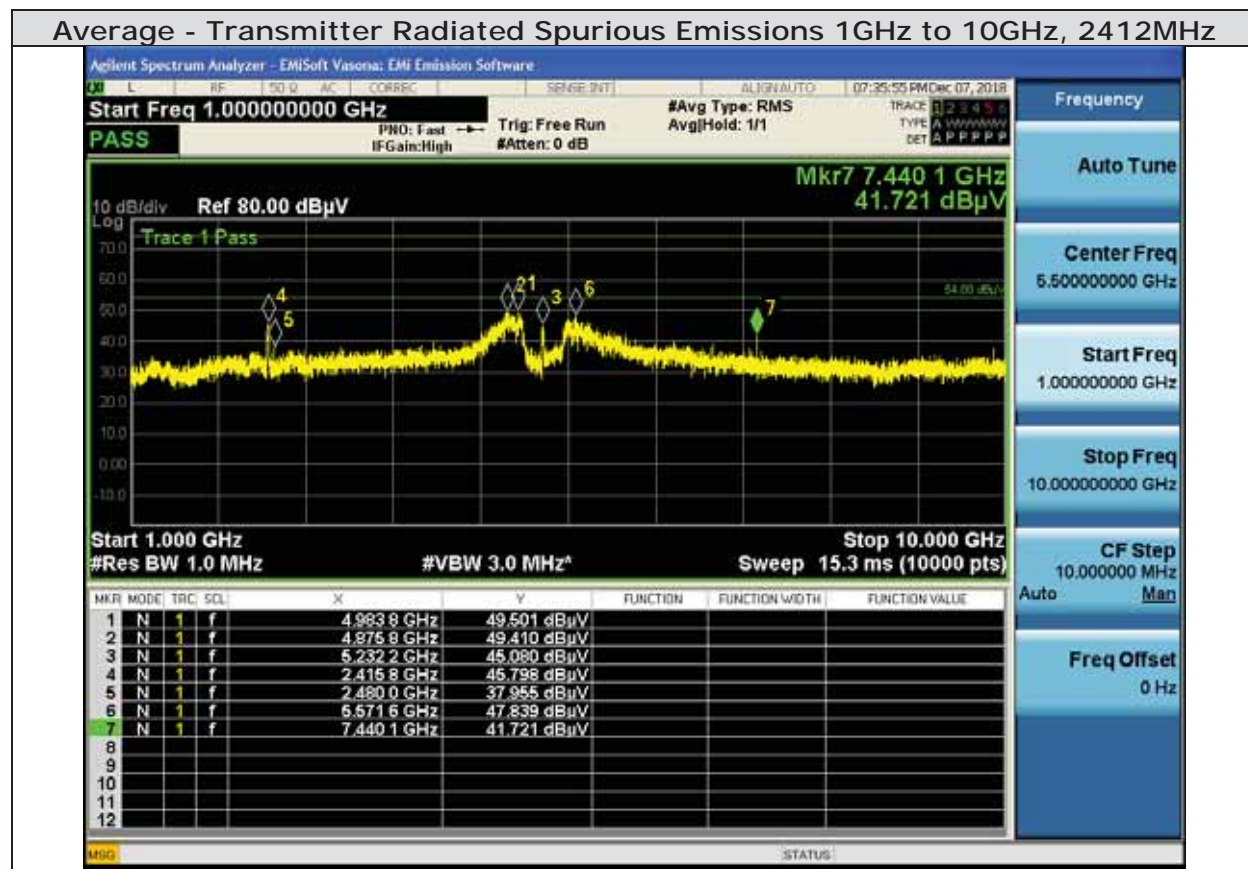 Average - Transmitter Radiated Spurious Emissions 1GHz to 10GHz, 2412MHz
Agilent Spectrum Analyzer - EMiSoft Vasona: EMi Emission Software
L RF 50 Ω AC CORREC SENSE:INT ALIGNAUTO 07:35:55 PM Dec 07, 2018
Start Freq 1.000000000 GHz
PASS
PNO: Fast
IFGain:High
Trig: Free Run
#Atten: 0 dB
#Avg Type: RMS
Avg|Hold: 1/1
TRACE 1 2 3 4 5 6
TYPE A WWWWW
DET A P P P P P
Mkr7 7.440 1 GHz
41.721 dBµV
10 dB/div Ref 80.00 dBµV
Log
Trace 1 Pass
70.0
60.0
50.0
40.0
30.0
20.0
10.0
0.00
-10.0
54.00 dBµV
4
5
21
3
6
7
Start 1.000 GHz Stop 10.000 GHz
#Res BW 1.0 MHz #VBW 3.0 MHz* Sweep 15.3 ms (10000 pts)
MKR MODE TRC SCL X Y FUNCTION FUNCTION WIDTH FUNCTION VALUE
1 N 1 f 4.983 8 GHz 49.501 dBµV
2 N 1 f 4.875 8 GHz 49.410 dBµV
3 N 1 f 5.232 2 GHz 45.080 dBµV
4 N 1 f 2.415 8 GHz 45.798 dBµV
5 N 1 f 2.480 0 GHz 37.955 dBµV
6 N 1 f 5.571 6 GHz 47.839 dBµV
7 N 1 f 7.440 1 GHz 41.721 dBµV
8
9
10
11
12
MSG STATUS
Frequency
Auto Tune
Center Freq
5.500000000 GHz
Start Freq
1.000000000 GHz
Stop Freq
10.000000000 GHz
CF Step
10.000000 MHz
Auto Man
Freq Offset
0 Hz